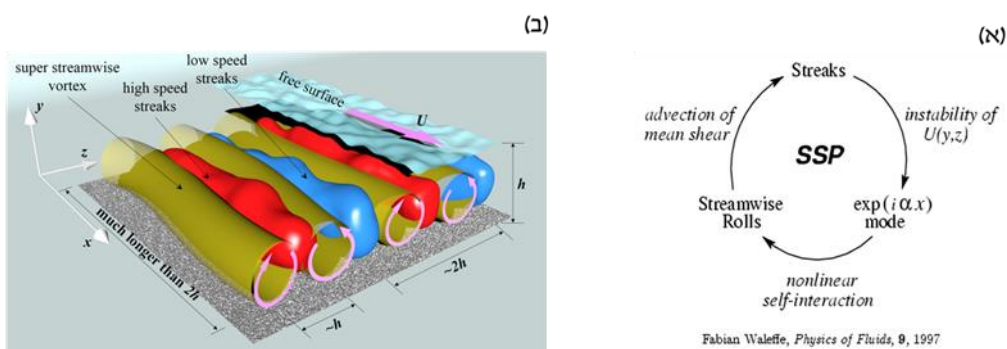 (ב)
super streamwise
vortex
high speed
streaks
low speed
streaks
free surface
U
y
z
x
h
much longer than 2h
~h
~2h
(א)
Streaks
advection of
mean shear
instability of
U(y,z)
SSP
Streamwise
Rolls
exp(iαx)
mode
nonlinear
self-interaction
Fabian Waleffe, Physics of Fluids, 9, 1997